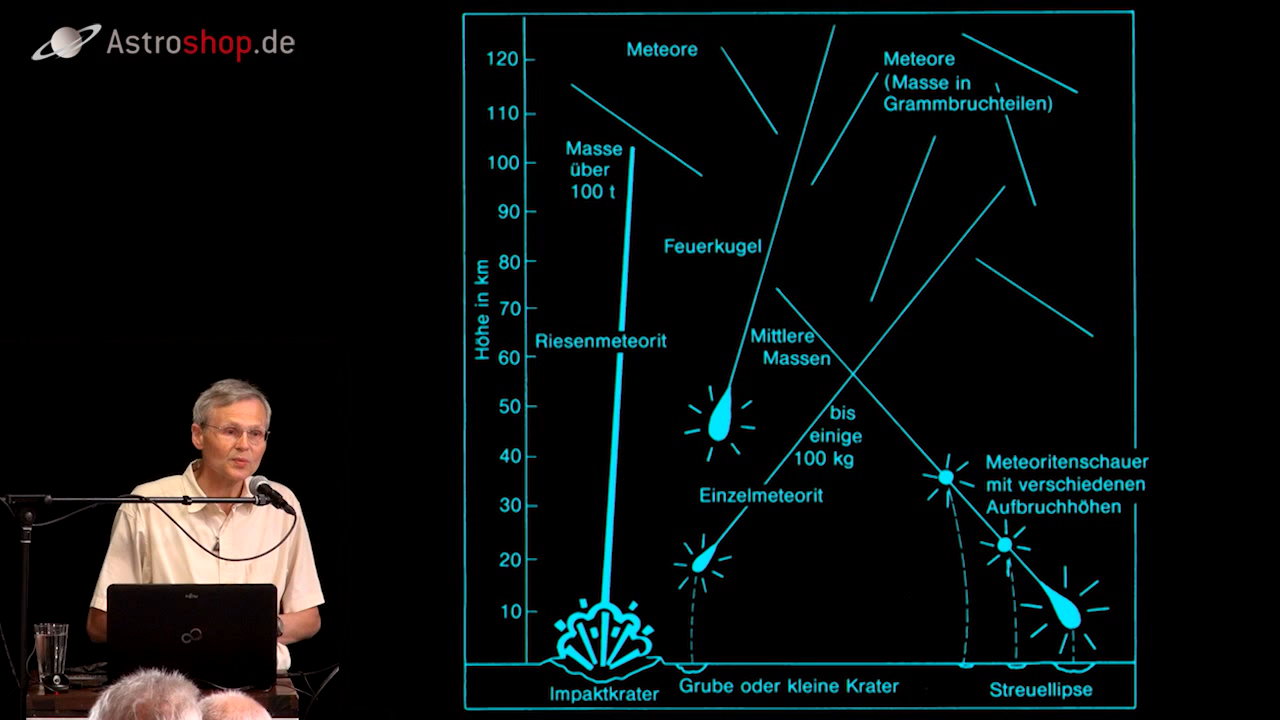 Astroshop.de
120
110
100
90
80
70
60
50
40
30
20
10
Höhe in km
Meteore
Meteore
(Masse in
Grammbruchteilen)
Masse
über
100 t
Feuerkugel
Riesenmeteorit
Mittlere
Massen
bis
einige
100 kg
Einzelmeteorit
Meteoritenschauer
mit verschiedenen
Aufbruchhöhen
Impaktkrater
Grube oder kleine Krater
Streuellipse